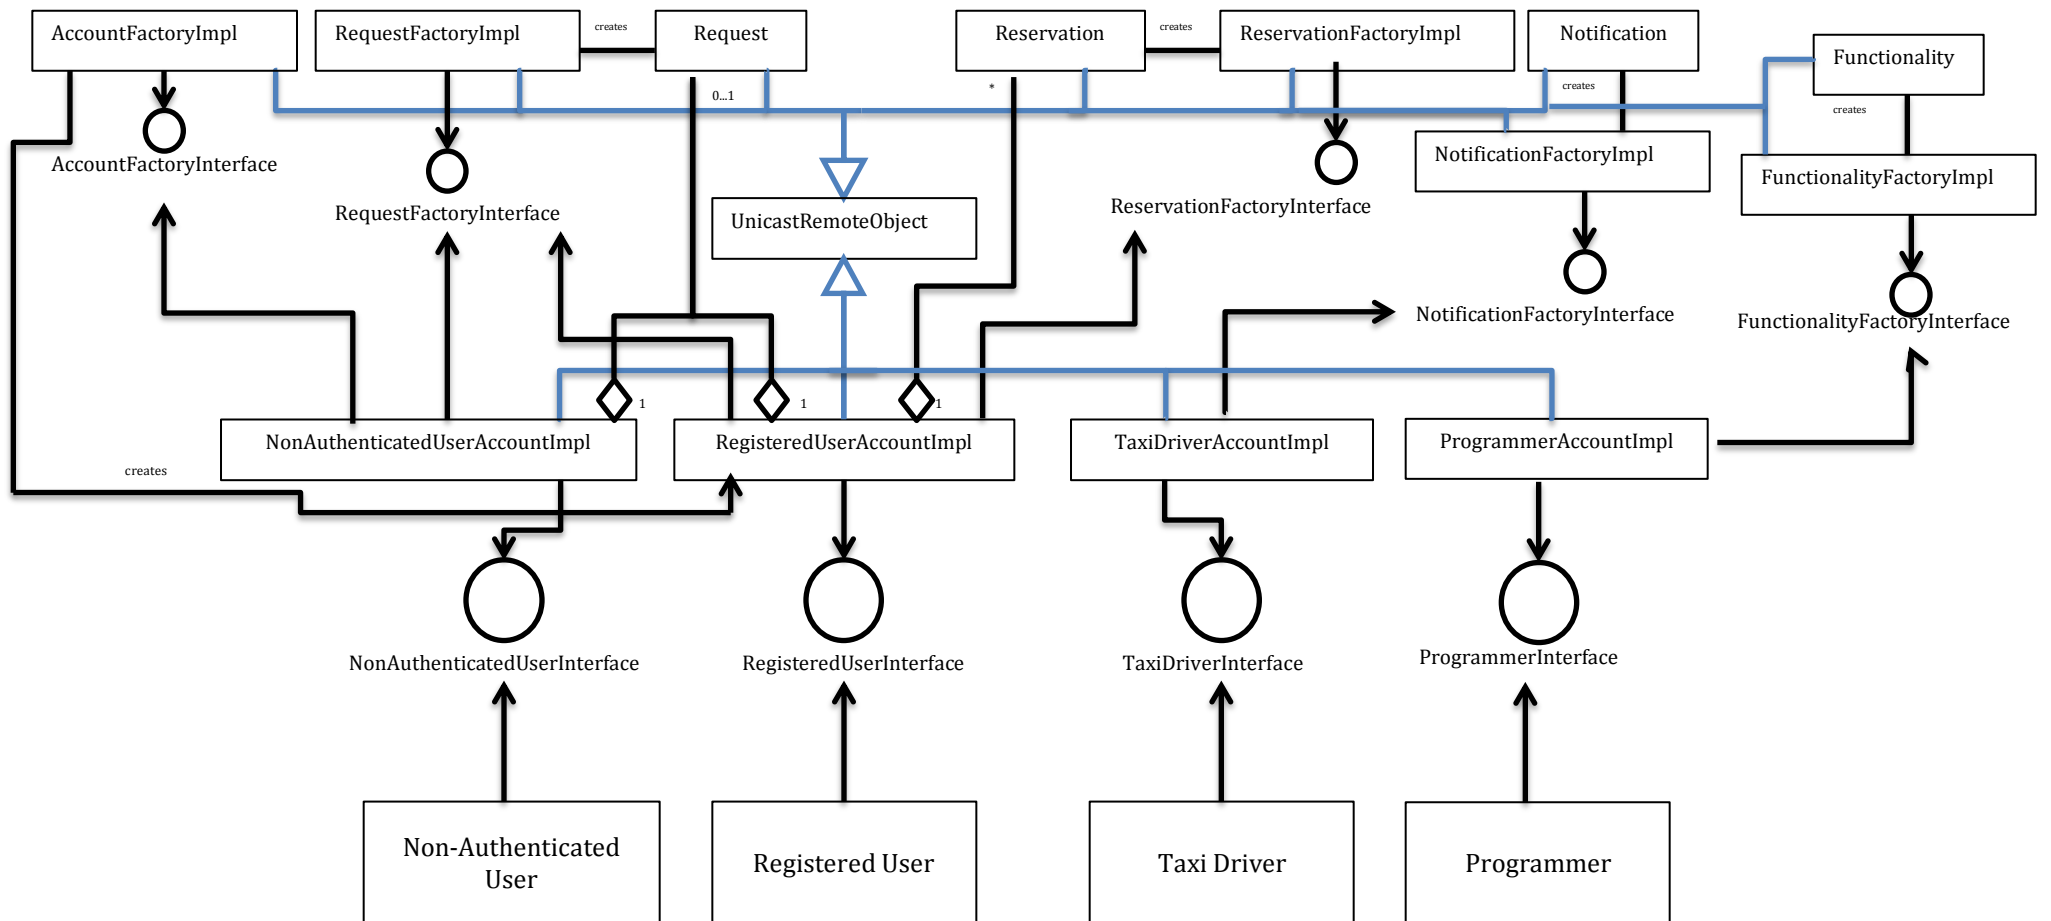 AccountFactoryImpl
RequestFactoryImpl
creates
Request
Reservation
creates
ReservationFactoryImpl
Notification
Functionality
0...1
*
creates
creates
AccountFactoryInterface
RequestFactoryInterface
UnicastRemoteObject
ReservationFactoryInterface
NotificationFactoryImpl
FunctionalityFactoryImpl
NotificationFactoryInterface
FunctionalityFactoryInterface
1
1
1
NonAuthenticatedUserAccountImpl
RegisteredUserAccountImpl
TaxiDriverAccountImpl
ProgrammerAccountImpl
creates
NonAuthenticatedUserInterface
RegisteredUserInterface
TaxiDriverInterface
ProgrammerInterface
Non-Authenticated
User
Registered User
Taxi Driver
Programmer